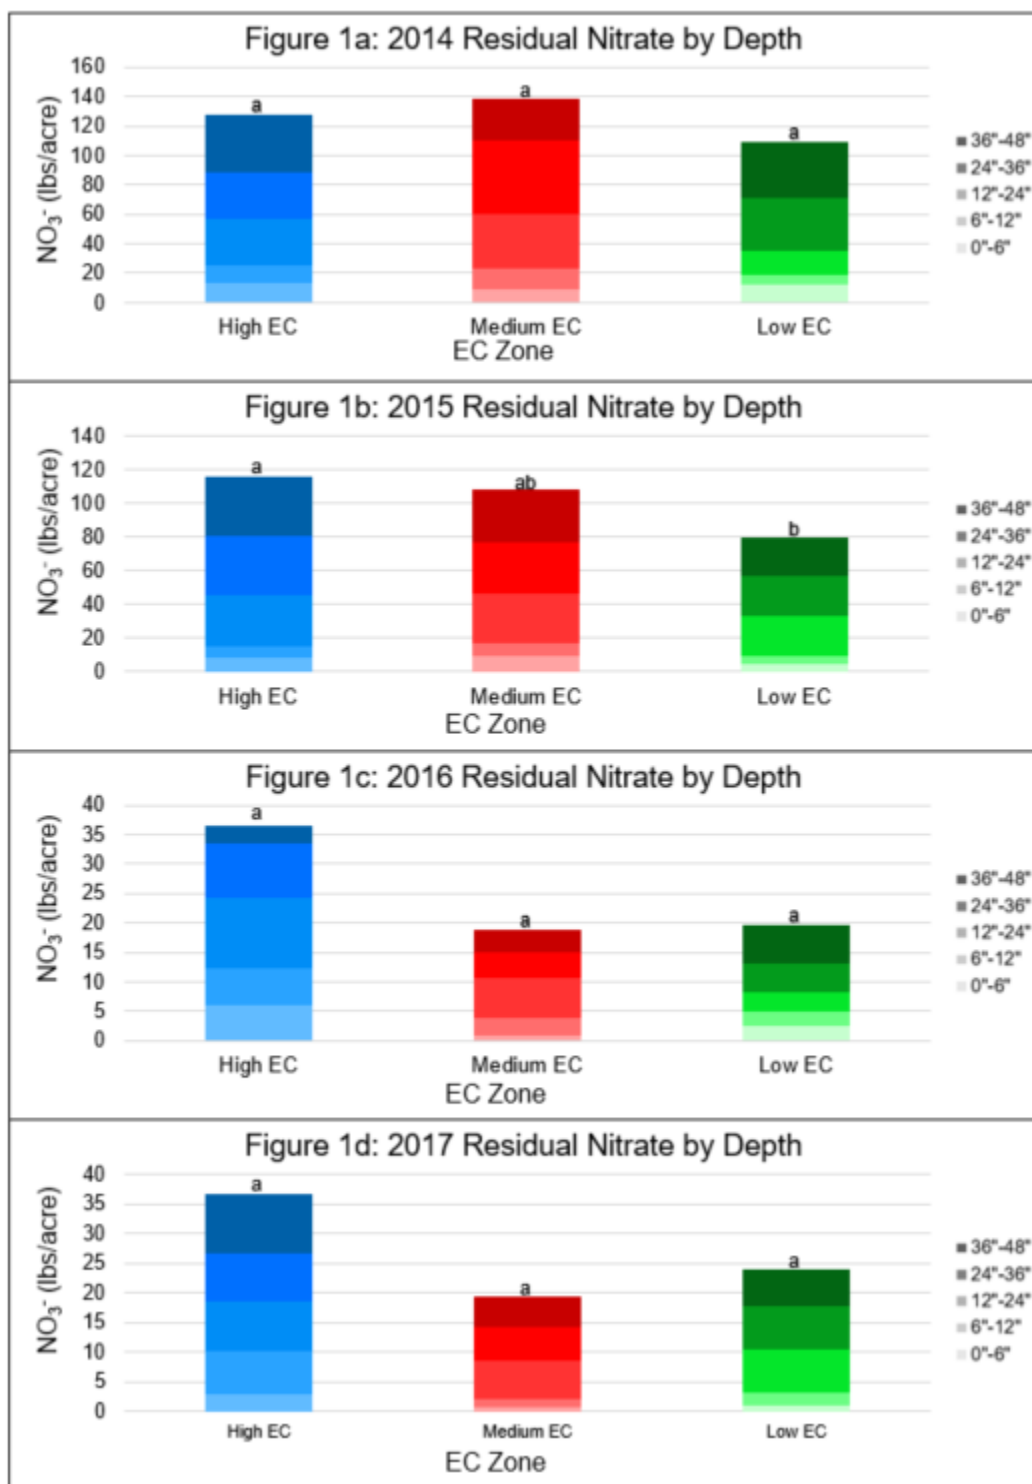 Figure 1a: 2014 Residual Nitrate by Depth
NO₃⁻ (lbs/acre)
160
140
120
100
80
60
40
20
0
a
a
a
High EC
Medium EC
Low EC
EC Zone
36"-48"
24"-36"
12"-24"
6"-12"
0"-6"
Figure 1b: 2015 Residual Nitrate by Depth
NO₃⁻ (lbs/acre)
140
120
100
80
60
40
20
0
a
ab
b
High EC
Medium EC
Low EC
EC Zone
36"-48"
24"-36"
12"-24"
6"-12"
0"-6"
Figure 1c: 2016 Residual Nitrate by Depth
NO₃⁻ (lbs/acre)
40
35
30
25
20
15
10
5
0
a
a
a
High EC
Medium EC
Low EC
EC Zone
36"-48"
24"-36"
12"-24"
6"-12"
0"-6"
Figure 1d: 2017 Residual Nitrate by Depth
NO₃⁻ (lbs/acre)
40
35
30
25
20
15
10
5
0
a
a
a
High EC
Medium EC
Low EC
EC Zone
36"-48"
24"-36"
12"-24"
6"-12"
0"-6"